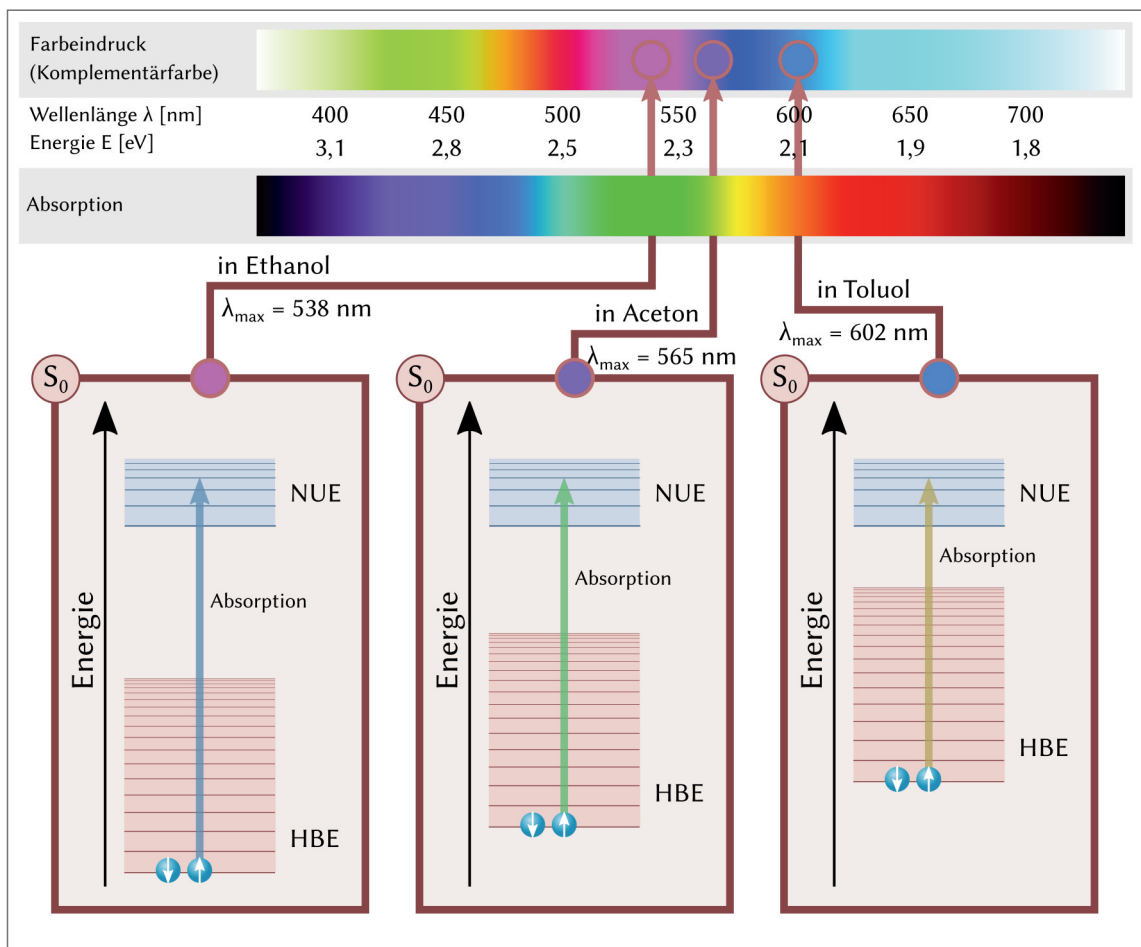 Farbeindruck
(Komplementärfarbe)
Wellenlänge λ [nm] 400 450 500 550 600 650 700
Energie E [eV] 3,1 2,8 2,5 2,3 2,1 1,9 1,8
Absorption
in Ethanol
λmax = 538 nm
in Aceton
λmax = 565 nm
in Toluol
λmax = 602 nm
S0
Energie
NUE
Absorption
HBE
S0
Energie
NUE
Absorption
HBE
S0
Energie
NUE
Absorption
HBE